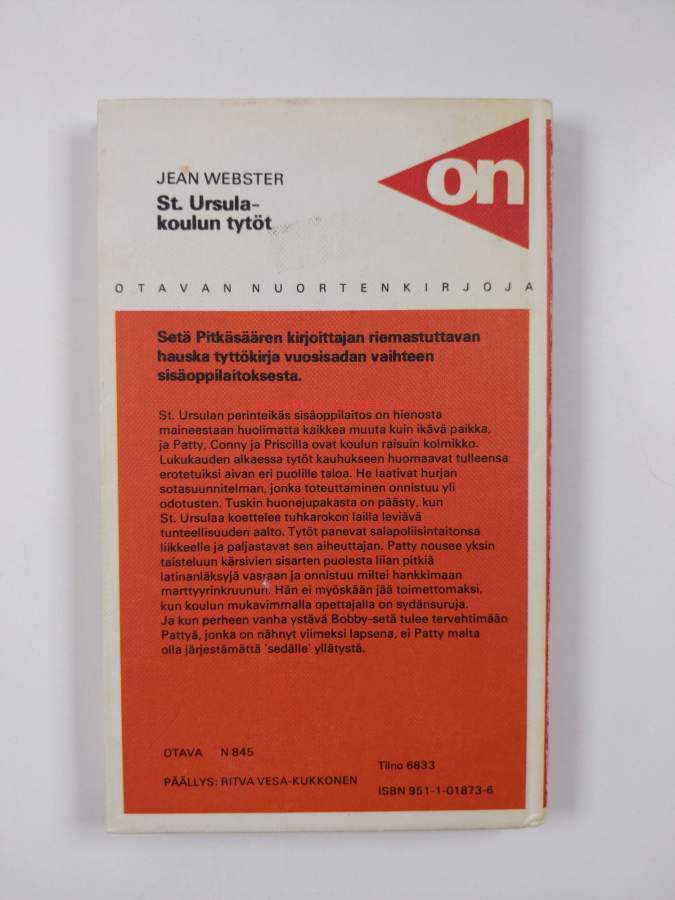 on
JEAN WEBSTER
St. Ursula-
koulun tytöt
OTAVAN NUORTENKIRJOJA
Setä Pitkäsäären kirjoittajan riemastuttavan
hauska tyttökirja vuosisadan vaihteen
sisäoppilaitoksesta.
St. Ursulan perinteikäs sisäoppilaitos on hienosta
maineestaan huolimatta kaikkea muuta kuin ikävä paikka,
ja Patty, Conny ja Priscilla ovat koulun raisuin kolmikko.
Lukukauden alkaessa tytöt kauhukseen huomaavat tulleensa
erotetuiksi aivan eri puolille taloa. He laativat hurjan
sotasuunnitelman, jonka toteuttaminen onnistuu yli
odotusten. Tuskin huonejupakasta on päästy, kun
St. Ursulaa koettelee tuhkarokon lailla leviävä
tunteellisuuden aalto. Tytöt panevat salapoliisintaitonsa
liikkeelle ja paljastavat sen aiheuttajan. Patty nousee yksin
taisteluun kärsivien sisarten puolesta liian pitkiä
latinanläksyjä vastaan ja onnistuu miltei hankkimaan
marttyyrinkruunun. Hän ei myöskään jää toimettomaksi,
kun koulun mukavimmalla opettajalla on sydänsuruja.
Ja kun perheen vanha ystävä Bobby-setä tulee tervehtimään
Pattyä, jonka on nähnyt viimeksi lapsena, ei Patty malta
olla järjestämättä 'sedälle' yllätystä.
OTAVA N 845
Tilno 6833
PÄÄLLYS: RITVA VESA-KUKKONEN
ISBN 951-1-01873-6